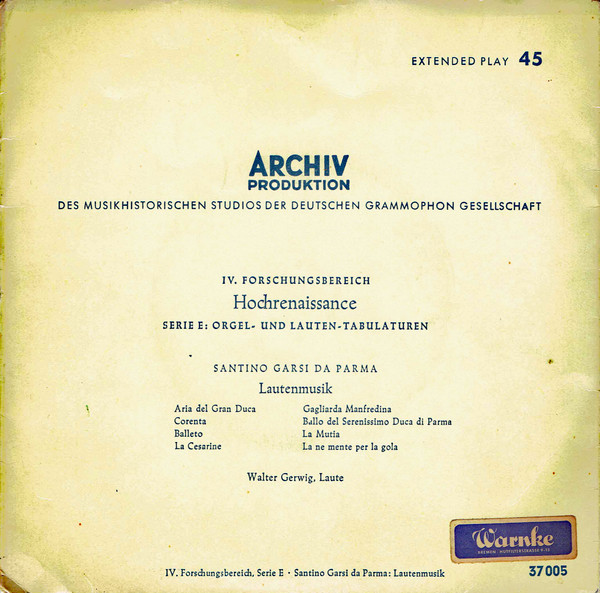 EXTENDED PLAY 45
ARCHIV
PRODUKTION
DES MUSIKHISTORISCHEN STUDIOS DER DEUTSCHEN GRAMMOPHON GESELLSCHAFT
IV. FORSCHUNGSBEREICH
Hochrenaissance
SERIE E: ORGEL- UND LAUTEN-TABULATUREN
SANTINO GARSI DA PARMA
Lautenmusik
Aria del Gran Duca Gagliarda Manfredina
Corenta Ballo del Serenissimo Duca di Parma
Balleto La Mutia
La Cesarine La ne mente per la gola
Walter Gerwig, Laute
Warnke
BREMEN
37005
IV. Forschungsbereich, Serie E · Santino Garsi da Parma: Lautenmusik